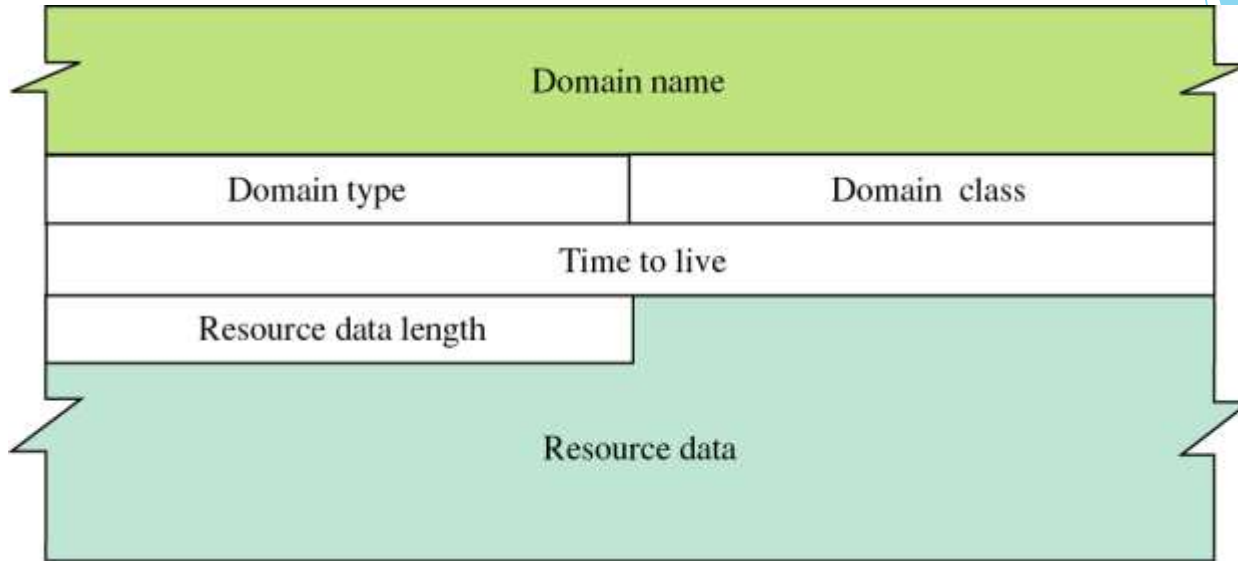 Domain name
Domain type
Domain class
Time to live
Resource data length
Resource data